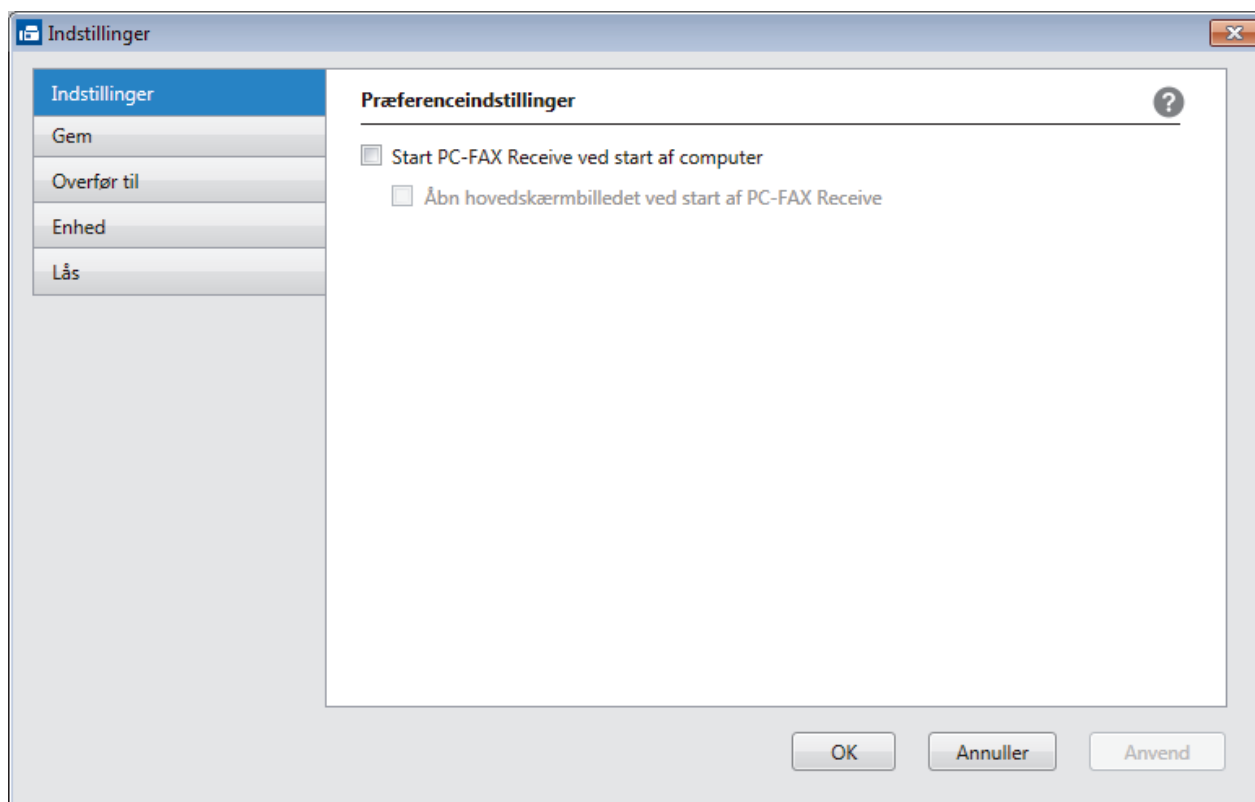 Indstillinger
Indstillinger
Gem
Overfør til
Enhed
Lås
Præferenceindstillinger
?
Start PC-FAX Receive ved start af computer
Åbn hovedskærmbilledet ved start af PC-FAX Receive
OK
Annuller
Anvend